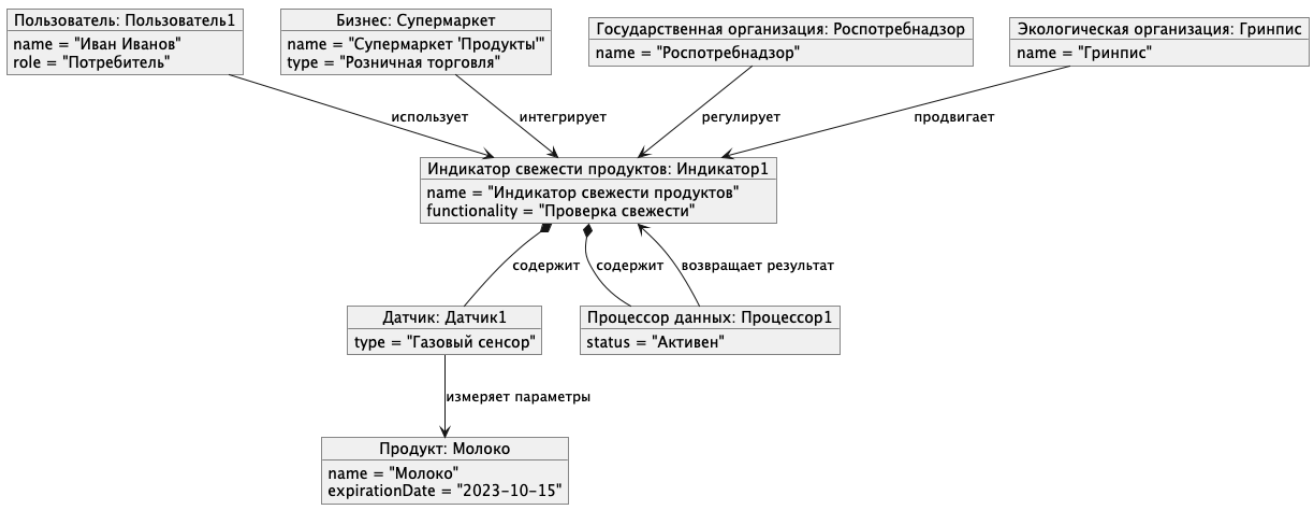 Пользователь: Пользователь1
name = "Иван Иванов"
role = "Потребитель"
Бизнес: Супермаркет
name = "Супермаркет 'Продукты'"
type = "Розничная торговля"
Государственная организация: Роспотребнадзор
name = "Роспотребнадзор"
Экологическая организация: Гринпис
name = "Гринпис"
использует
интегрирует
регулирует
продвигает
Индикатор свежести продуктов: Индикатор1
name = "Индикатор свежести продуктов"
functionality = "Проверка свежести"
содержит
содержит
возвращает результат
Датчик: Датчик1
type = "Газовый сенсор"
Процессор данных: Процессор1
status = "Активен"
измеряет параметры
Продукт: Молоко
name = "Молоко"
expirationDate = "2023-10-15"